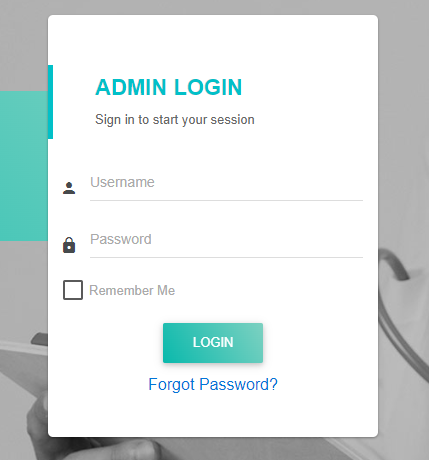 ADMIN LOGIN
Sign in to start your session
Username
Password
Remember Me
LOGIN
Forgot Password?